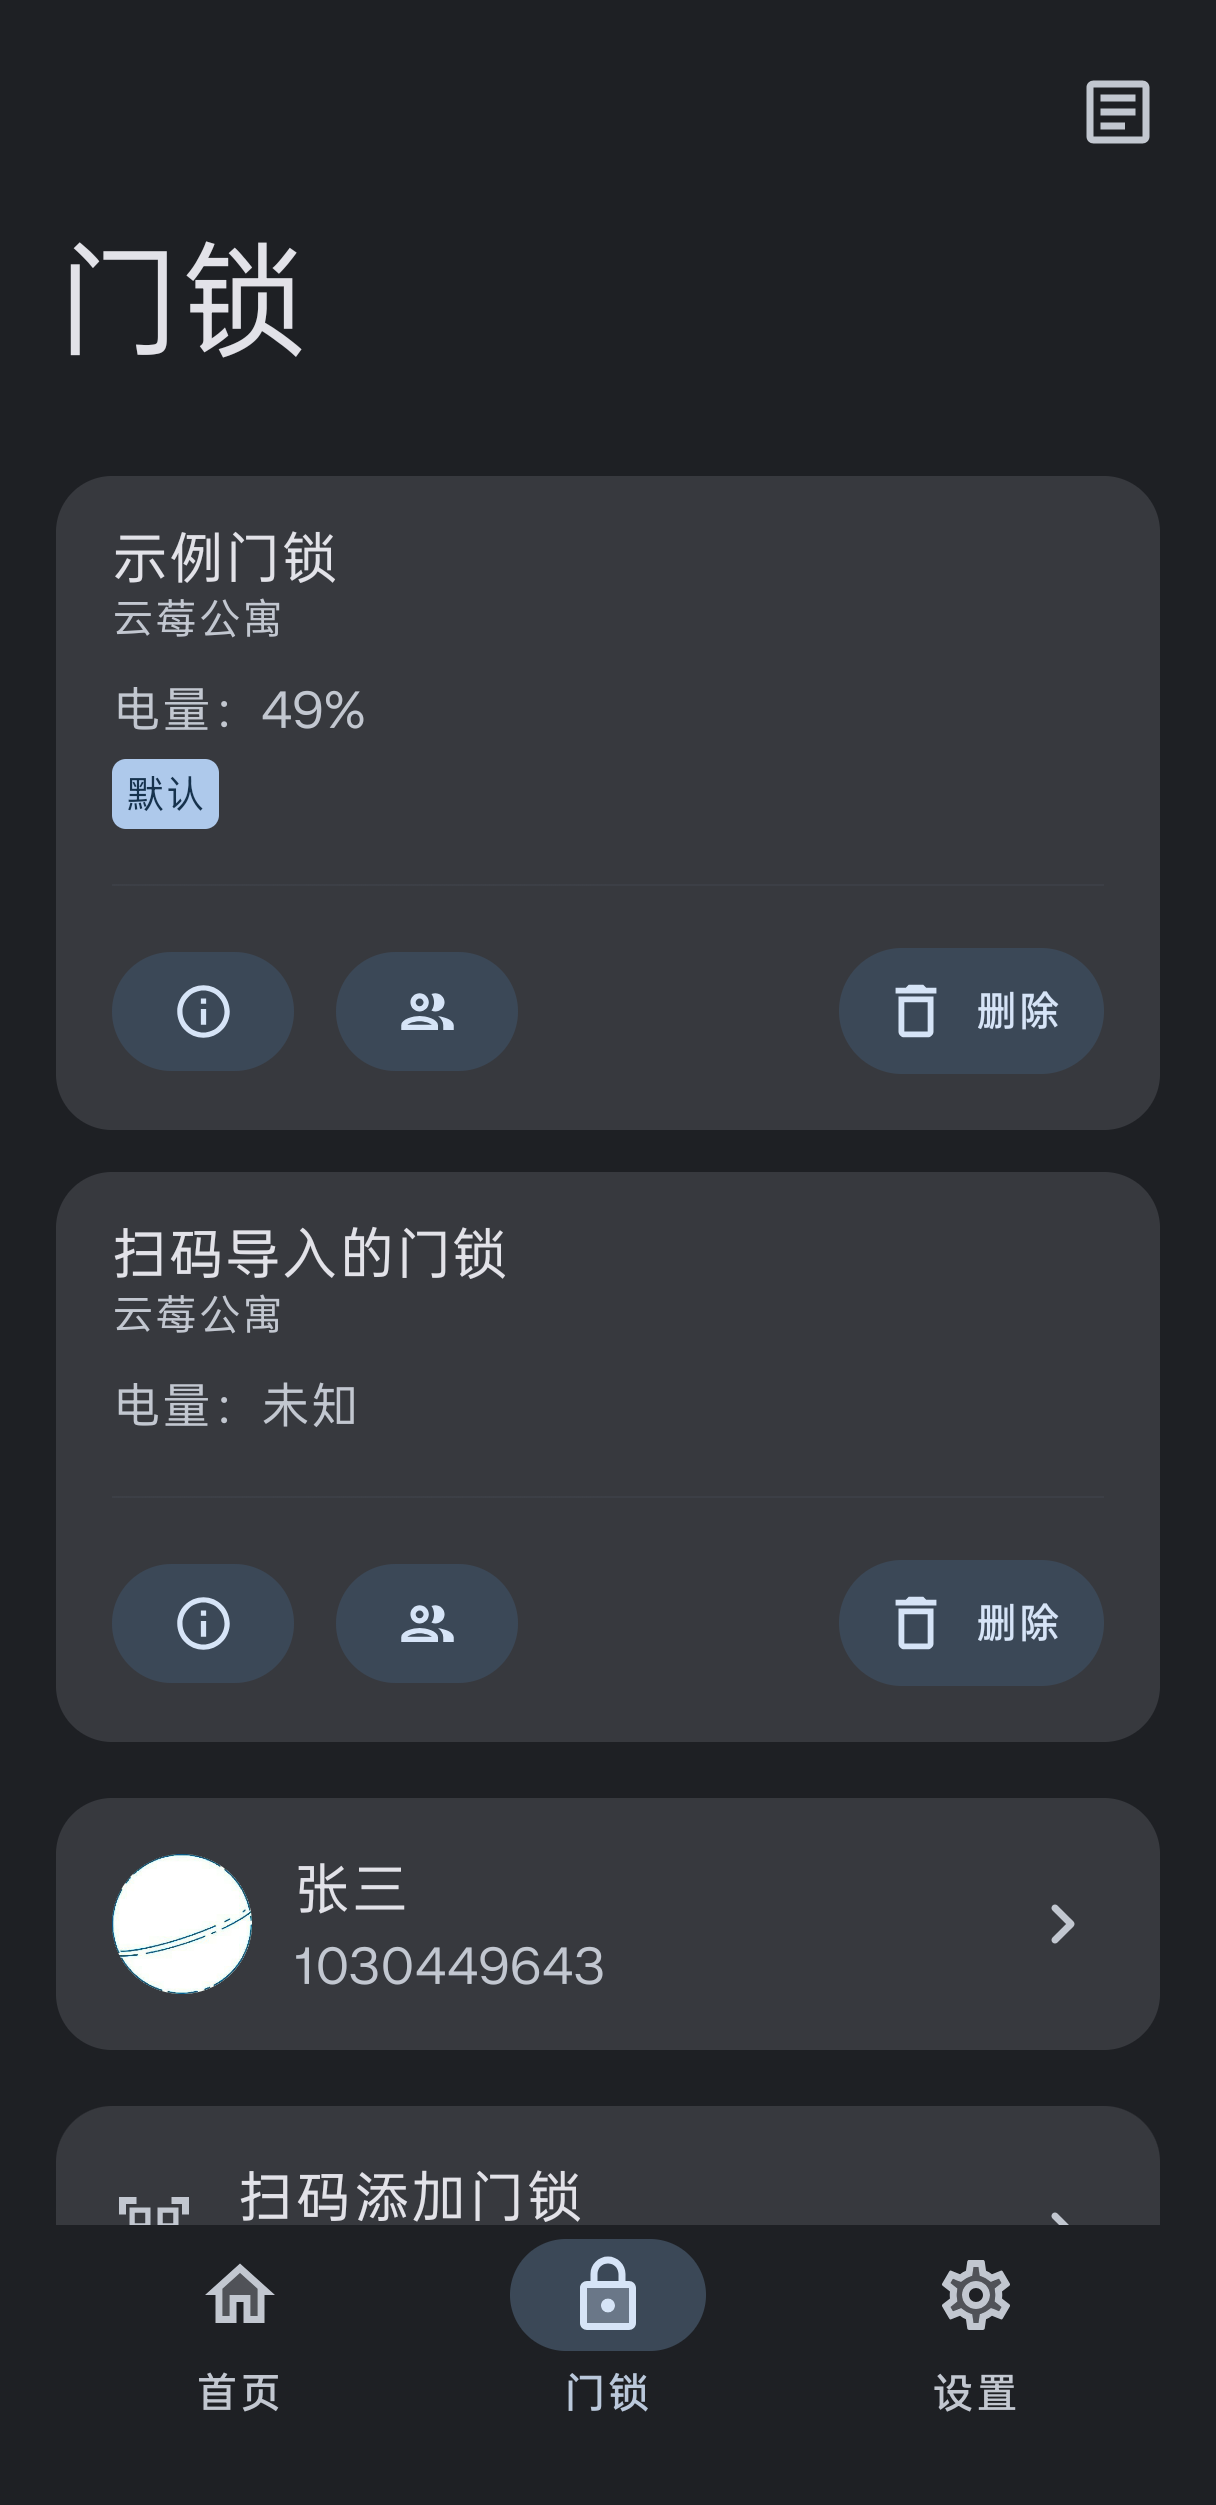 门锁
示例门锁
云莓公寓
电量：49%
默认
删除
扫码导入的门锁
云莓公寓
电量：未知
删除
张三
10304449643
扫码添加门锁
首页
门锁
设置